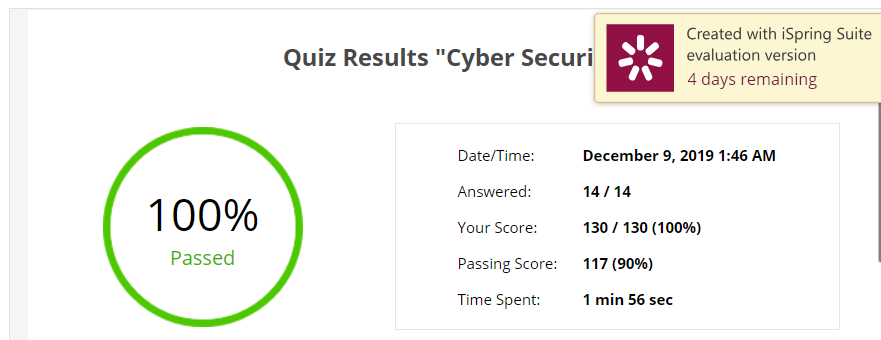 Quiz Results "Cyber Securi
Created with iSpring Suite
evaluation version
4 days remaining
100%
Passed
Date/Time: December 9, 2019 1:46 AM
Answered: 14 / 14
Your Score: 130 / 130 (100%)
Passing Score: 117 (90%)
Time Spent: 1 min 56 sec